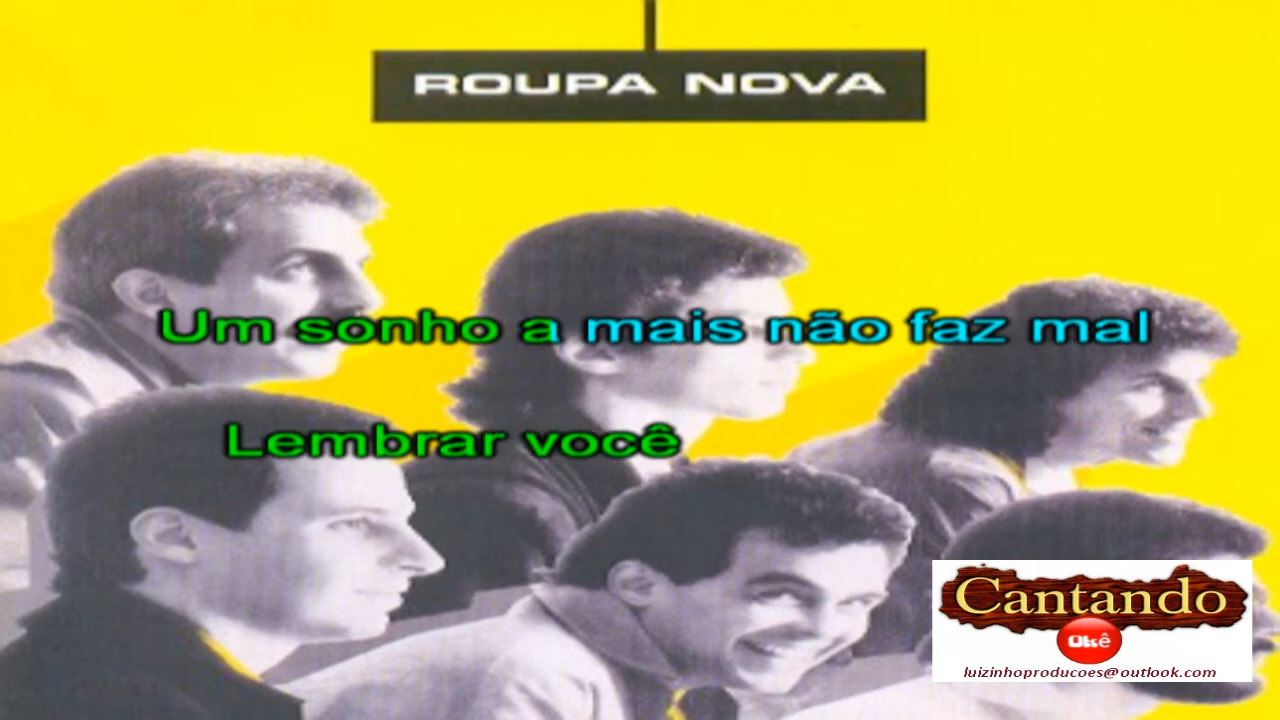 ROUPA NOVA
Um sonho a mais não faz mal
Lembrar você
Cantando
Okê
luizinhoproducoes@outlook.com